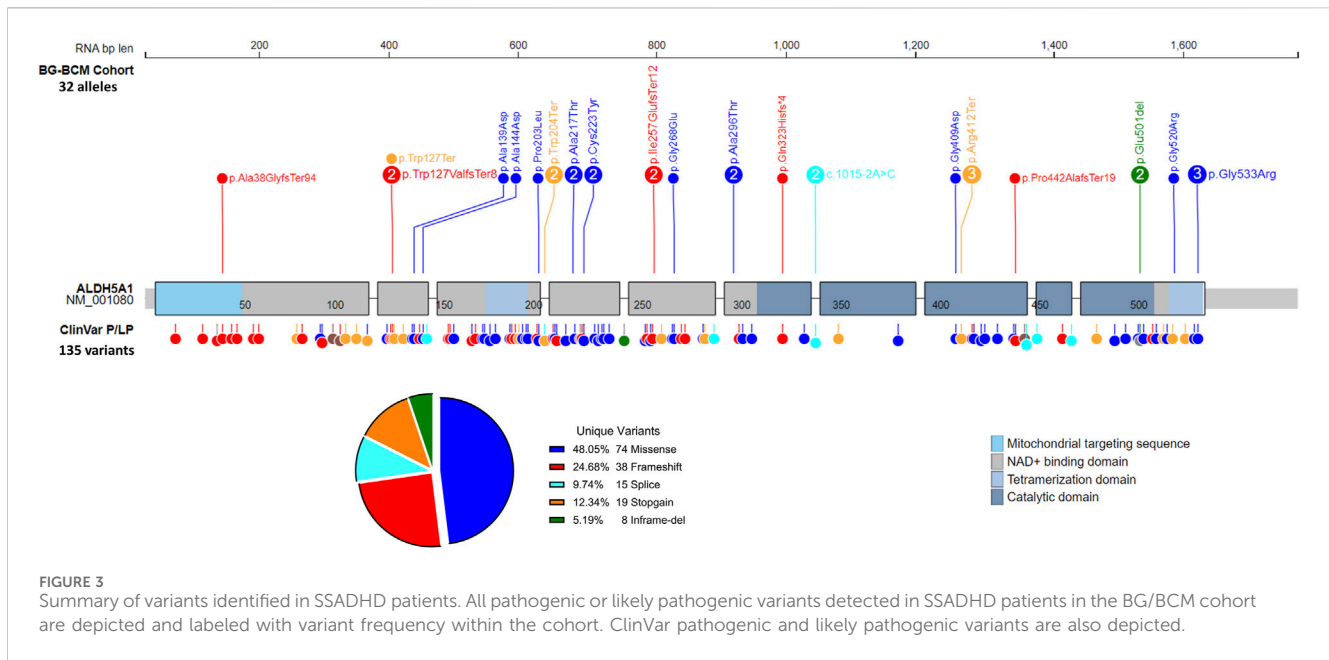 RNA bp len 200 400 600 800 1,000 1,200 1,400 1,600
BG-BCM Cohort
32 alleles
p.Ala38GlyfsTer94
p.Trp127Ter
2 p.Trp127ValfsTer8
p.Ala139Asp
p.Ala144Asp
p.Pro203Leu
2 p.Trp204Ter
2 p.Ala217Thr
2 p.Cys223Tyr
2 p.Ile257GlufsTer12
p.Gly268Glu
2 p.Ala296Thr
p.Gln323Hisfs*4
2 c.1015-2A>C
p.Gly409Asp
3 p.Arg412Ter
p.Pro442AlafsTer19
2 p.Glu501del
p.Gly520Arg
3 p.Gly533Arg
ALDH5A1
NM_001080
50 100 150 200 250 300 350 400 450 500
ClinVar P/LP
135 variants
Unique Variants
48.05% 74 Missense
24.68% 38 Frameshift
9.74% 15 Splice
12.34% 19 Stopgain
5.19% 8 Inframe-del
Mitochondrial targeting sequence
NAD+ binding domain
Tetramerization domain
Catalytic domain
FIGURE 3
Summary of variants identified in SSADHD patients. All pathogenic or likely pathogenic variants detected in SSADHD patients in the BG/BCM cohort
are depicted and labeled with variant frequency within the cohort. ClinVar pathogenic and likely pathogenic variants are also depicted.